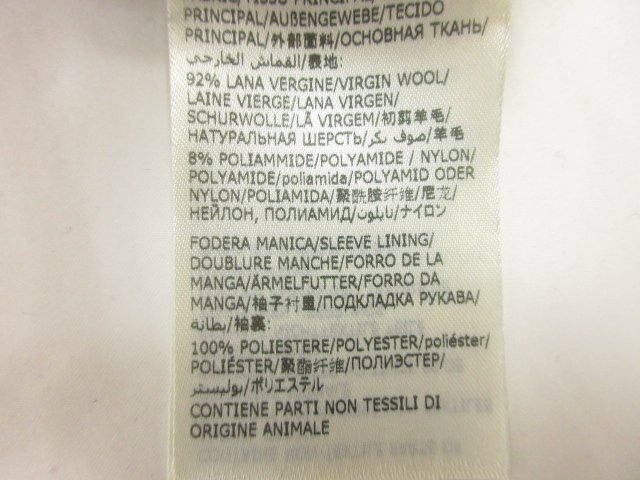 PRINCIPAL/AUßENGEWEBE/TECIDO
PRINCIPAL/外部面料/ОСНОВНАЯ ТКАНЬ/
القماش الخارجي/表地:
92% LANA VERGINE/VIRGIN WOOL/
LAINE VIERGE/LANA VIRGEN/
SCHURWOLLE/LÃ VIRGEM/初剪羊毛/
НАТУРАЛЬНАЯ ШЕРСТЬ/صوف بكر/羊毛
8% POLIAMMIDE/POLYAMIDE / NYLON/
POLYAMIDE/poliamida/POLYAMID ODER
NYLON/POLIAMIDA/聚酰胺纤维/尼龙/
НЕЙЛОН, ПОЛИАМИД/نايلون/ナイロン
FODERA MANICA/SLEEVE LINING/
DOUBLURE MANCHE/FORRO DE LA
MANGA/ÄRMELFUTTER/FORRO DA
MANGA/袖子衬里/ПОДКЛАДКА РУКАВА/
بطانة/袖裏:
100% POLIESTERE/POLYESTER/poliéster/
POLIÉSTER/聚酯纤维/ПОЛИЭСТЕР/
بوليستر/ポリエステル
CONTIENE PARTI NON TESSILI DI
ORIGINE ANIMALE